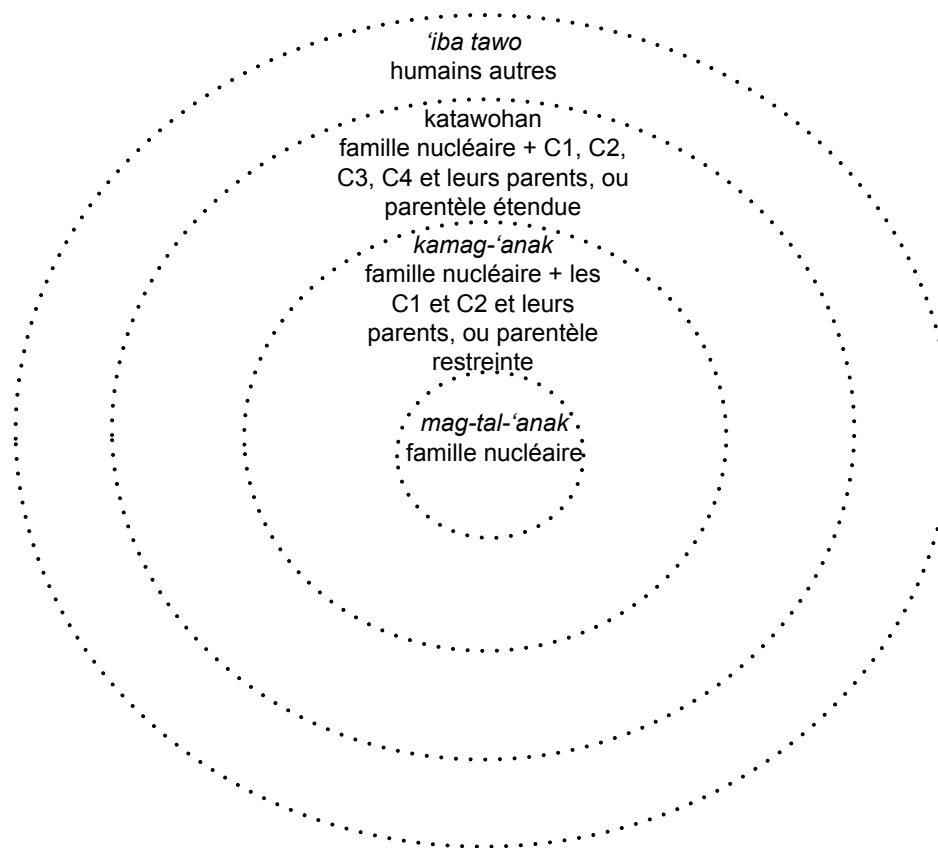 ‘iba tawo
humains autres
katawohan
famille nucléaire + C1, C2,
C3, C4 et leurs parents, ou
parentèle étendue
kamag-‘anak
famille nucléaire + les
C1 et C2 et leurs
parents, ou parentèle
restreinte
mag-tal-‘anak
famille nucléaire